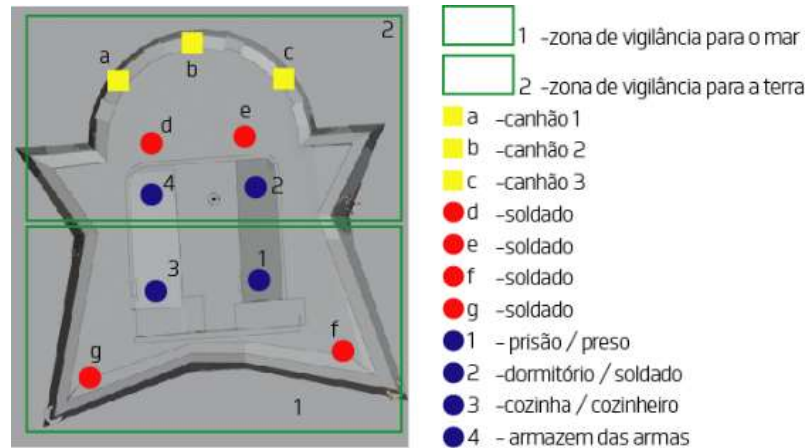 2
a
b
c
d
e
4
2
3
1
f
g
1
1 -zona de vigilância para o mar
2 -zona de vigilância para a terra
a -canhão 1
b -canhão 2
c -canhão 3
d -soldado
e -soldado
f -soldado
g -soldado
1 - prisão / preso
2 -dormitório / soldado
3 -cozinha / cozinheiro
4 - armazem das armas